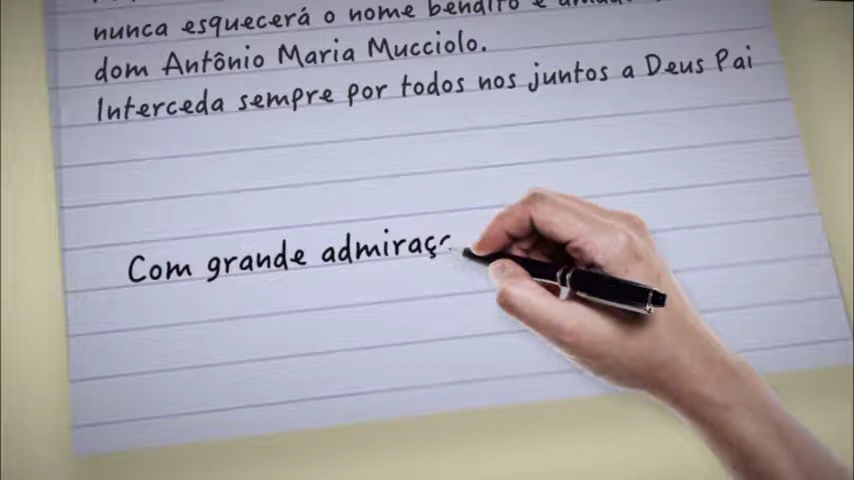 nunca esquecerá o nome bendito e amado
dom Antônio Maria Mucciolo.
Interceda sempre por todos nos juntos a Deus Pai
Com grande admiraç